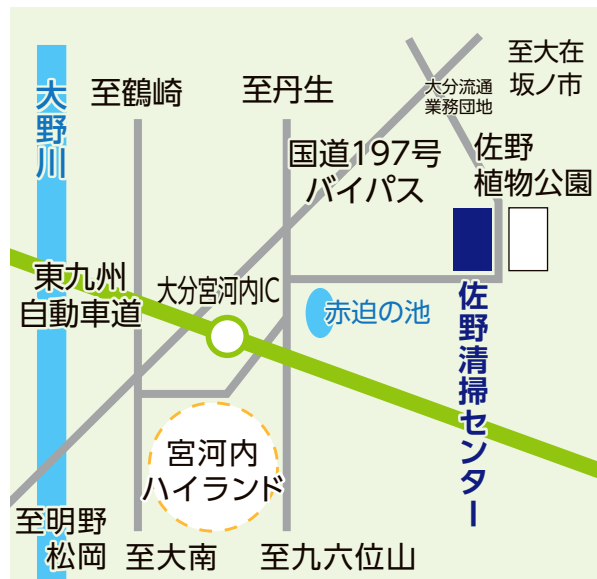 大野川
至鶴崎
至丹生
大分流通
業務団地
至大在
坂ノ市
国道197号
バイパス
佐野
植物公園
東九州
自動車道
大分宮河内IC
赤迫の池
佐野清掃センター
宮河内
ハイランド
至明野
松岡
至大南
至九六位山